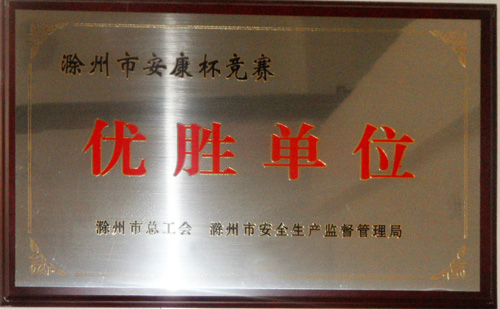 滁州市安康杯竞赛
优胜单位
滁州市总工会 滁州市安全生产监督管理局